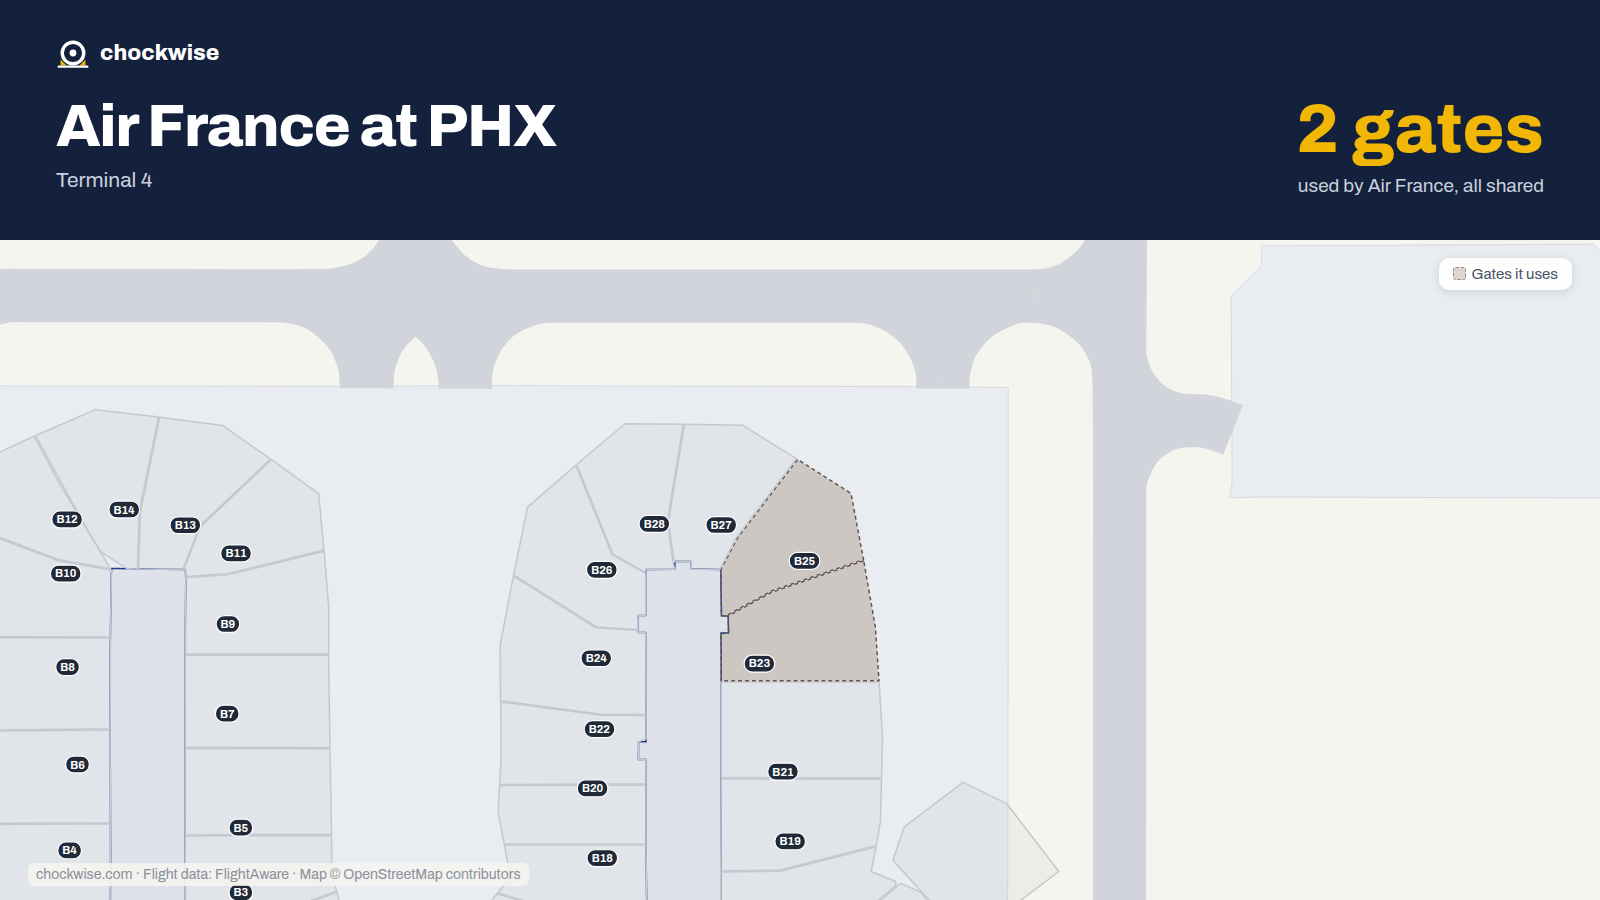 chockwise
Air France at PHX
Terminal 4
2 gates
used by Air France, all shared
Gates it uses
B12
B14
B13
B11
B10
B9
B8
B7
B6
B5
B4
B3
B28
B27
B26
B25
B24
B23
B22
B21
B20
B19
B18
chockwise.com · Flight data: FlightAware · Map © OpenStreetMap contributors